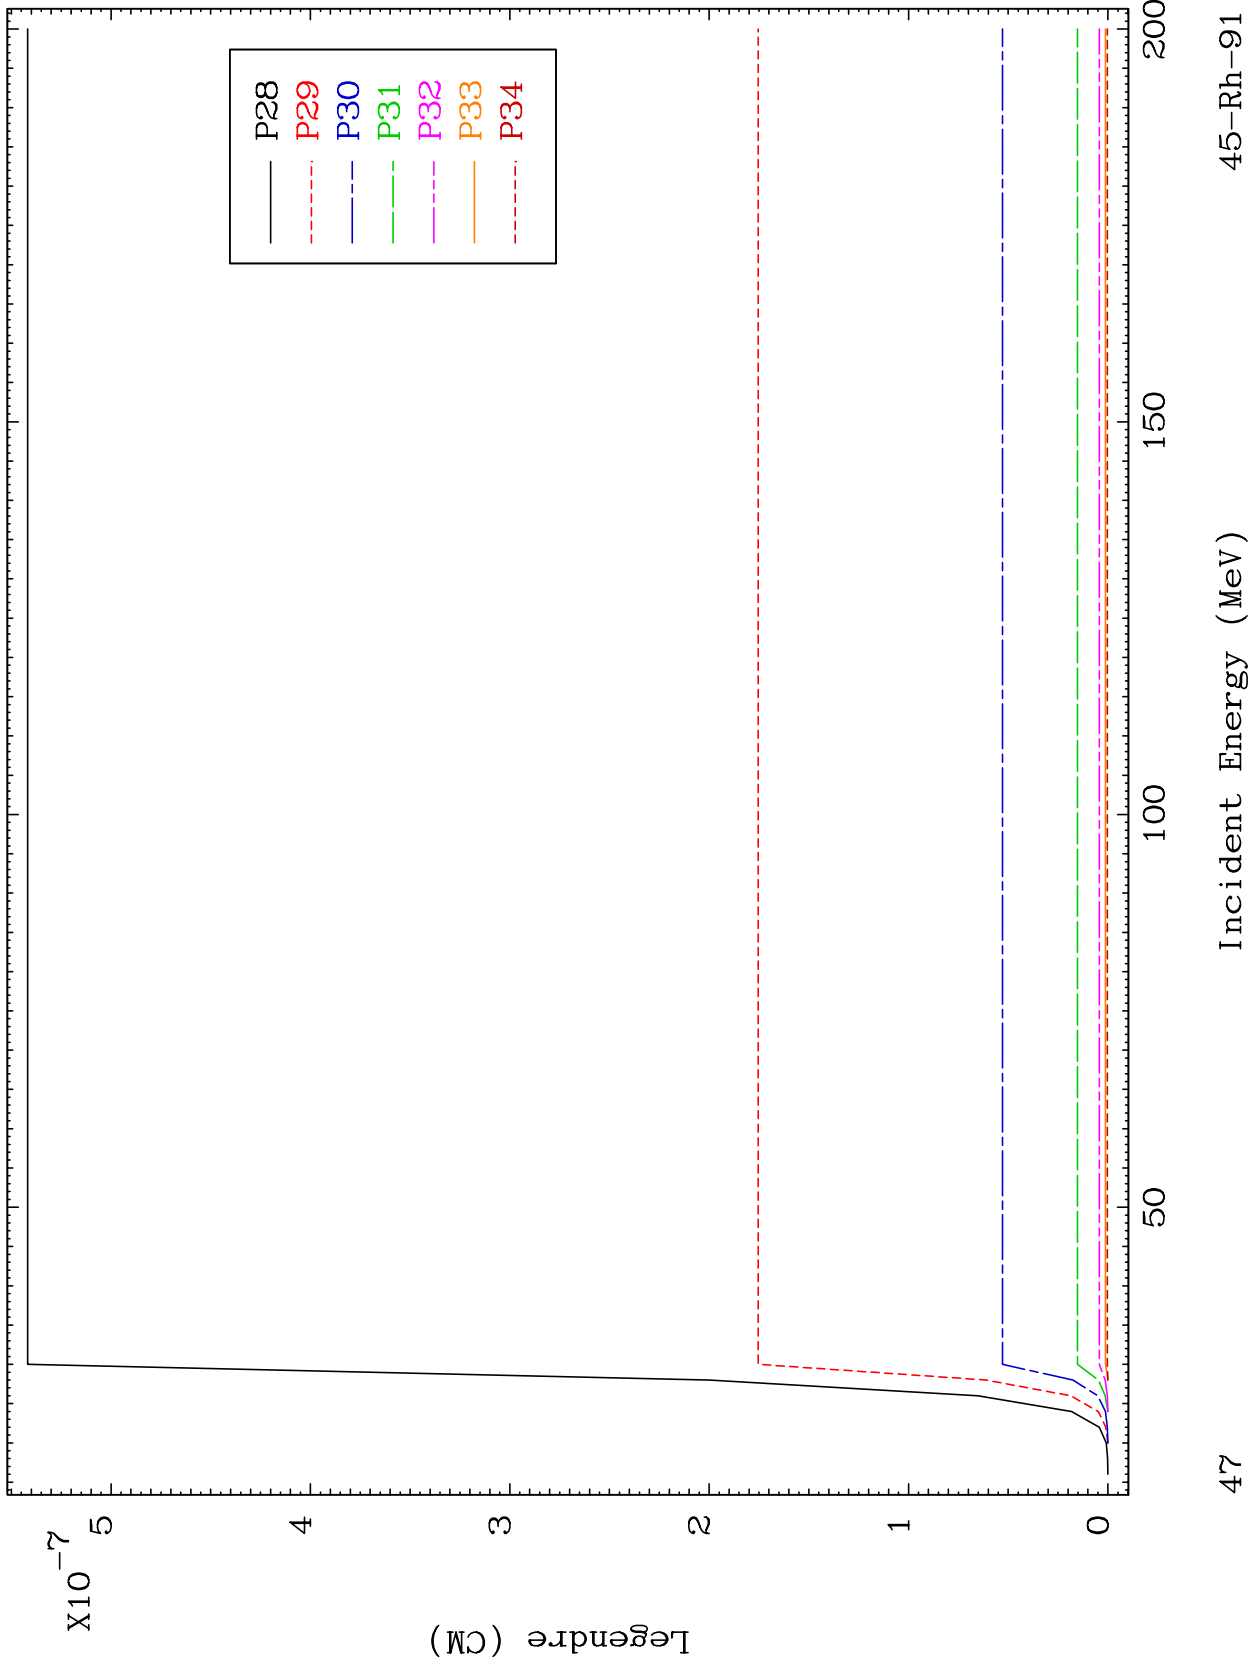 X10-7
Legendre (CM)
5
4
3
2
1
0
P28
P29
P30
P31
P32
P33
P34
50
100
150
200
Incident Energy (MeV)
47
45-Rh-91